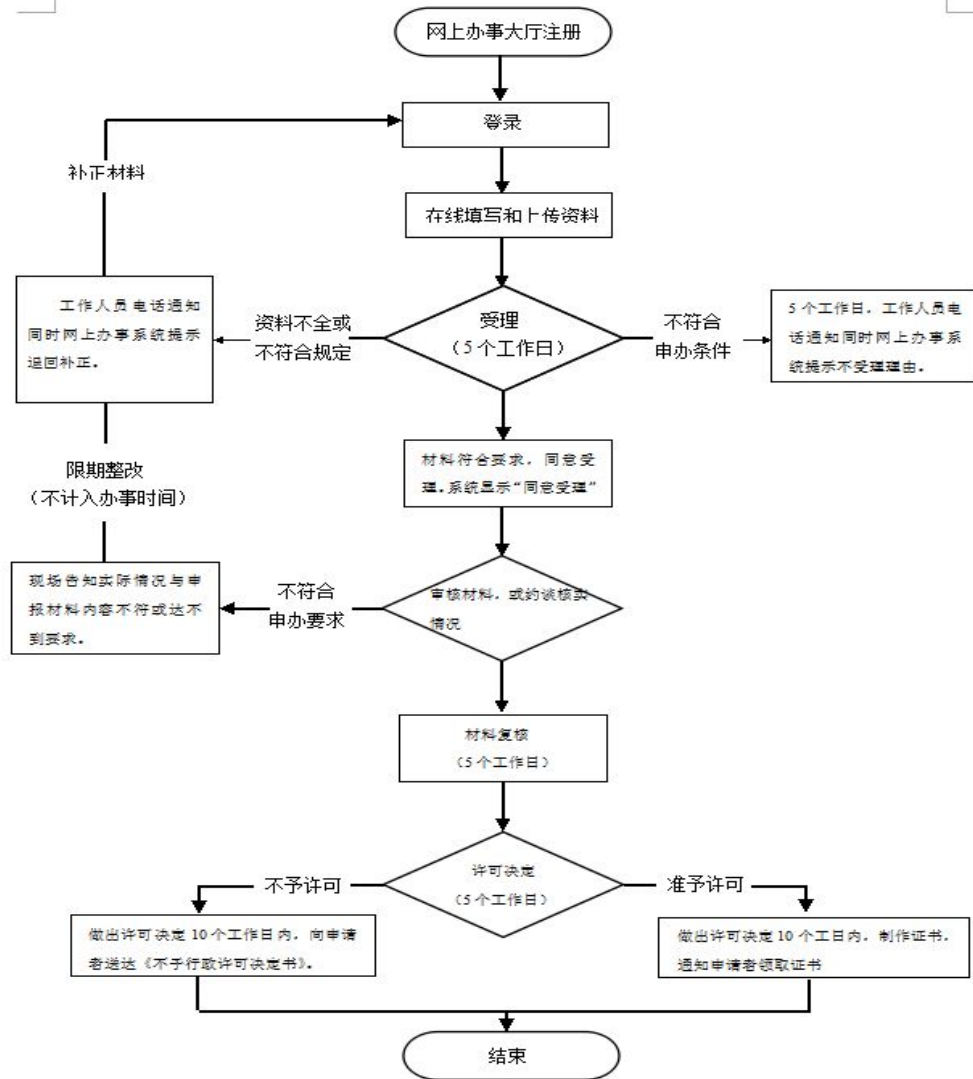 网上办事大厅注册
登录
补正材料
在线填写和上传资料
工作人员电话通知
同时网上办事系统提示
退回补正。
资料不全或
不符合规定
受理
（5个工作日）
不符合
申办条件
5个工作日，工作人员电
话通知同时网上办事系
统提示不受理理由。
限期整改
（不计入办事时间）
材料符合要求，同意受
理.系统显示“同意受理”
现场告知实际情况与申
报材料内容不符或达不
到要求。
不符合
申办要求
审核材料，或约谈核实
情况
材料复核
（5个工作日）
许可决定
（5个工作日）
不予许可
准予许可
做出许可决定10个工作日内，向申请
者送达《不予行政许可决定书》。
做出许可决定10个工日内，制作证书，
通知申请者领取证书
结束